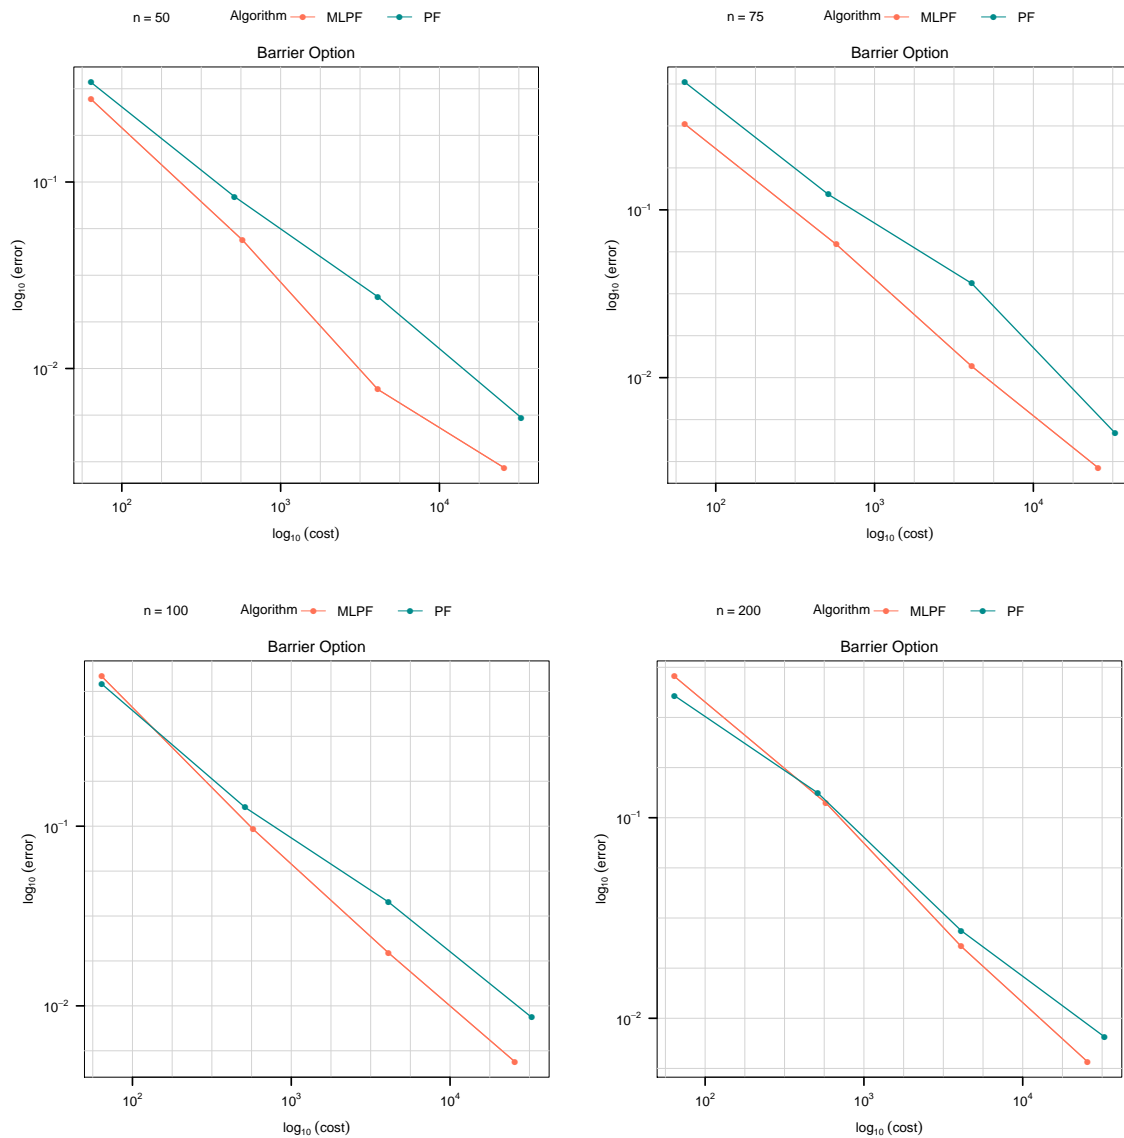 n = 50 Algorithm MLPF PF
Barrier Option
10⁻¹
10⁻²
log₁₀ (error)
10² 10³ 10⁴
log₁₀ (cost)
n = 75 Algorithm MLPF PF
Barrier Option
10⁻¹
10⁻²
log₁₀ (error)
10² 10³ 10⁴
log₁₀ (cost)
n = 100 Algorithm MLPF PF
Barrier Option
10⁻¹
10⁻²
log₁₀ (error)
10² 10³ 10⁴
log₁₀ (cost)
n = 200 Algorithm MLPF PF
Barrier Option
10⁻¹
10⁻²
log₁₀ (error)
10² 10³ 10⁴
log₁₀ (cost)